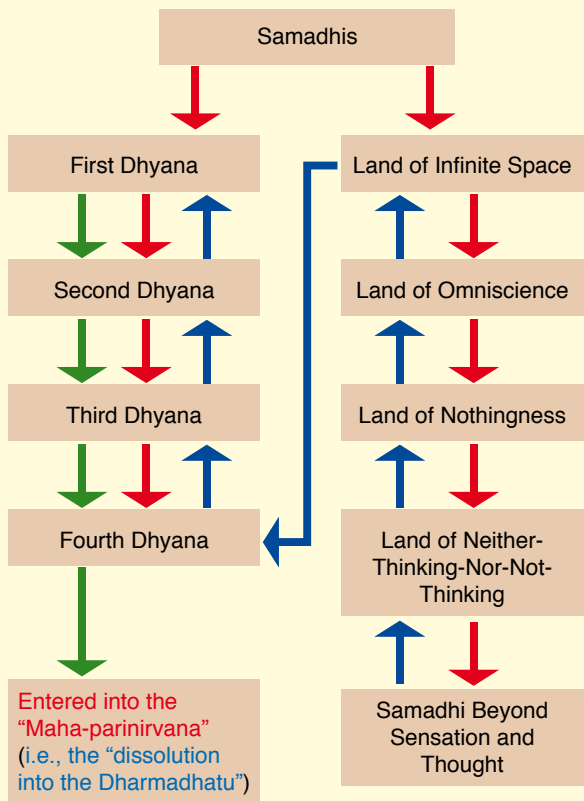 Samadhis
First Dhyana
Land of Infinite Space
Second Dhyana
Land of Omniscience
Third Dhyana
Land of Nothingness
Fourth Dhyana
Land of Neither-
Thinking-Nor-Not-
Thinking
Entered into the
“Maha-parinirvana”
(i.e., the “dissolution
into the Dharmadhatu”)
Samadhi Beyond
Sensation and
Thought